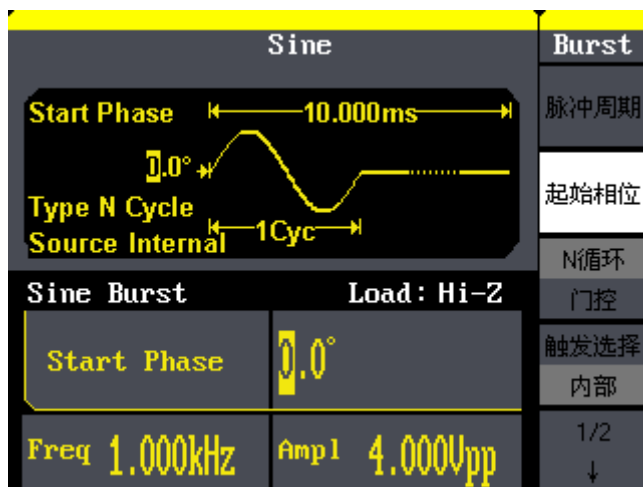 Sine
Burst
Start Phase
10.000ms
0.0°
Type N Cycle
Source Internal
1Cyc
Sine Burst
Load: Hi-Z
Start Phase
0.0°
Freq 1.000kHz
Ampl 4.000Vpp
脉冲周期
起始相位
N循环
门控
触发选择
内部
1/2
↓